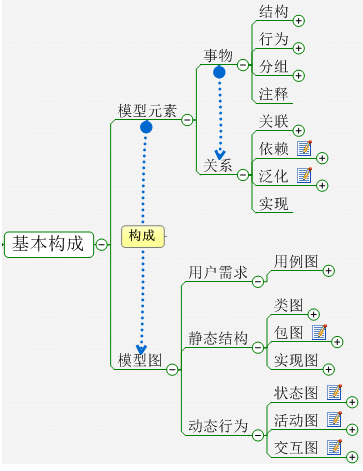 结构
行为
事物
分组
注释
模型元素
关联
依赖
关系
泛化
实现
构成
基本构成
用例图
用户需求
类图
静态结构
包图
模型图
实现图
状态图
动态行为
活动图
交互图